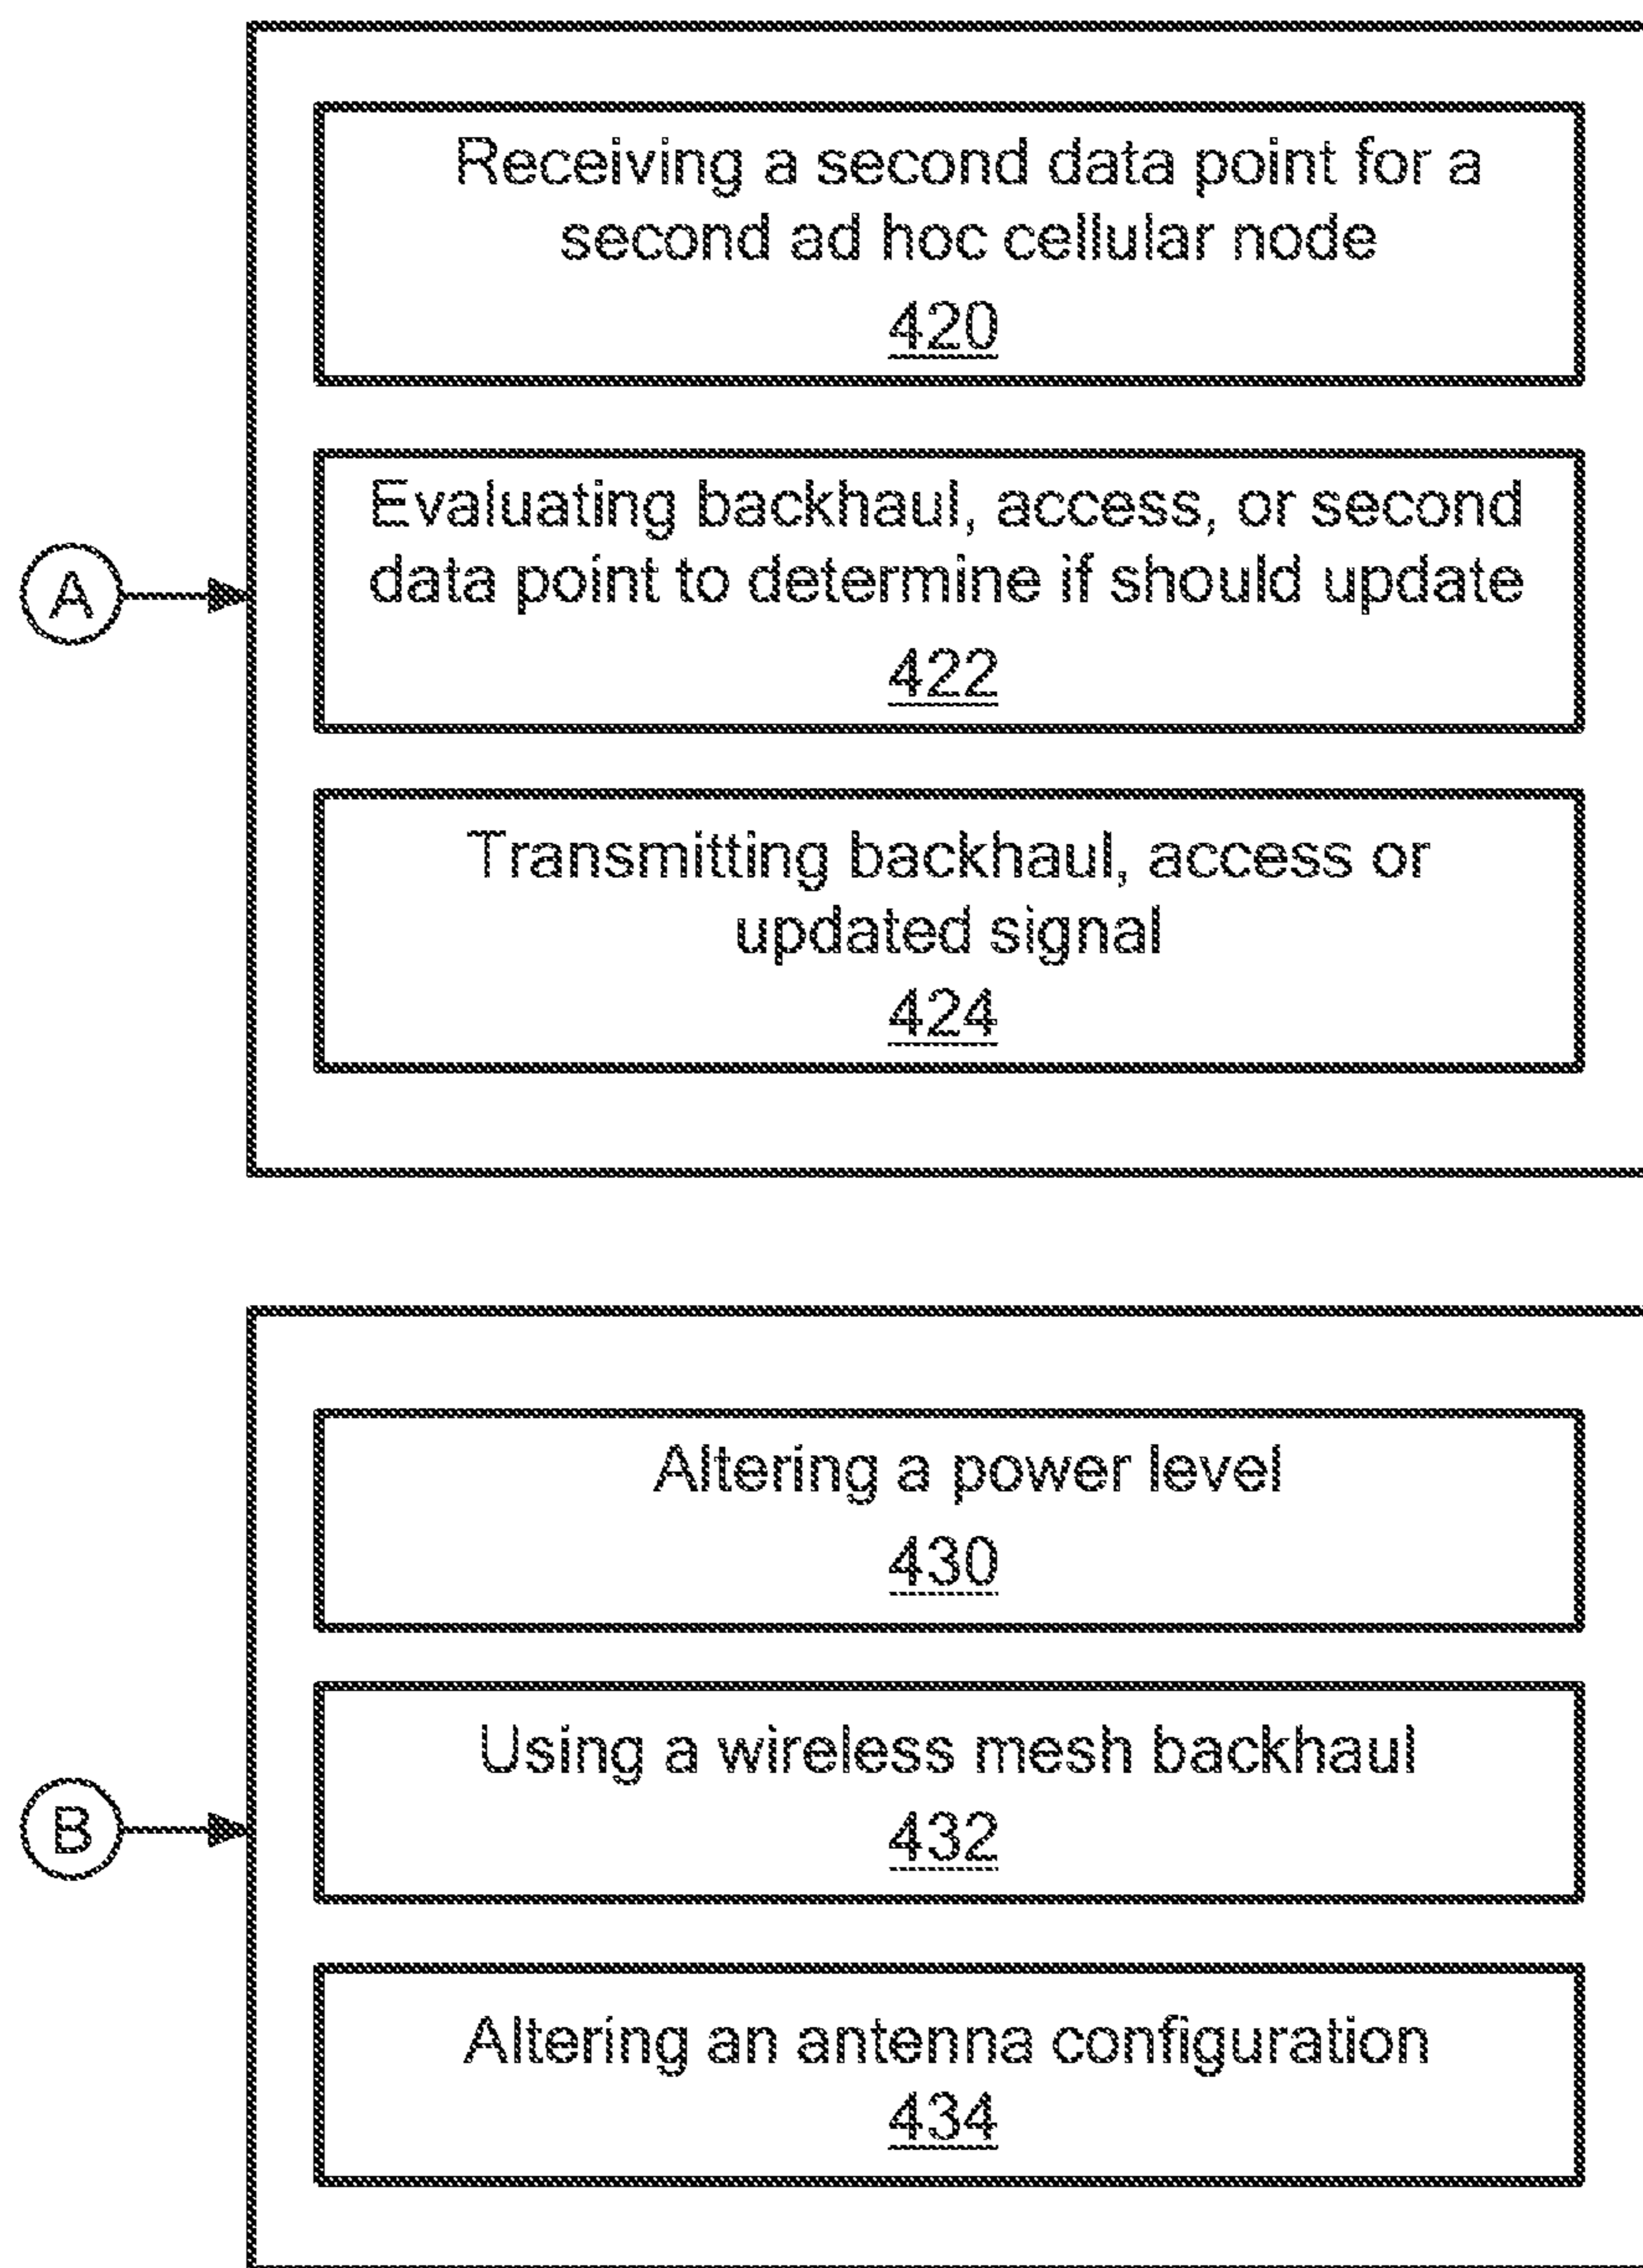 Receiving a second data point for a
second ad hoc cellular node
420
A
Evaluating backhaul, access, or second
data point to determine if should update
422
Transmitting backhaul, access or
updated signal
424
Altering a power level
430
B
Using a wireless mesh backhaul
432
Altering an antenna configuration
434